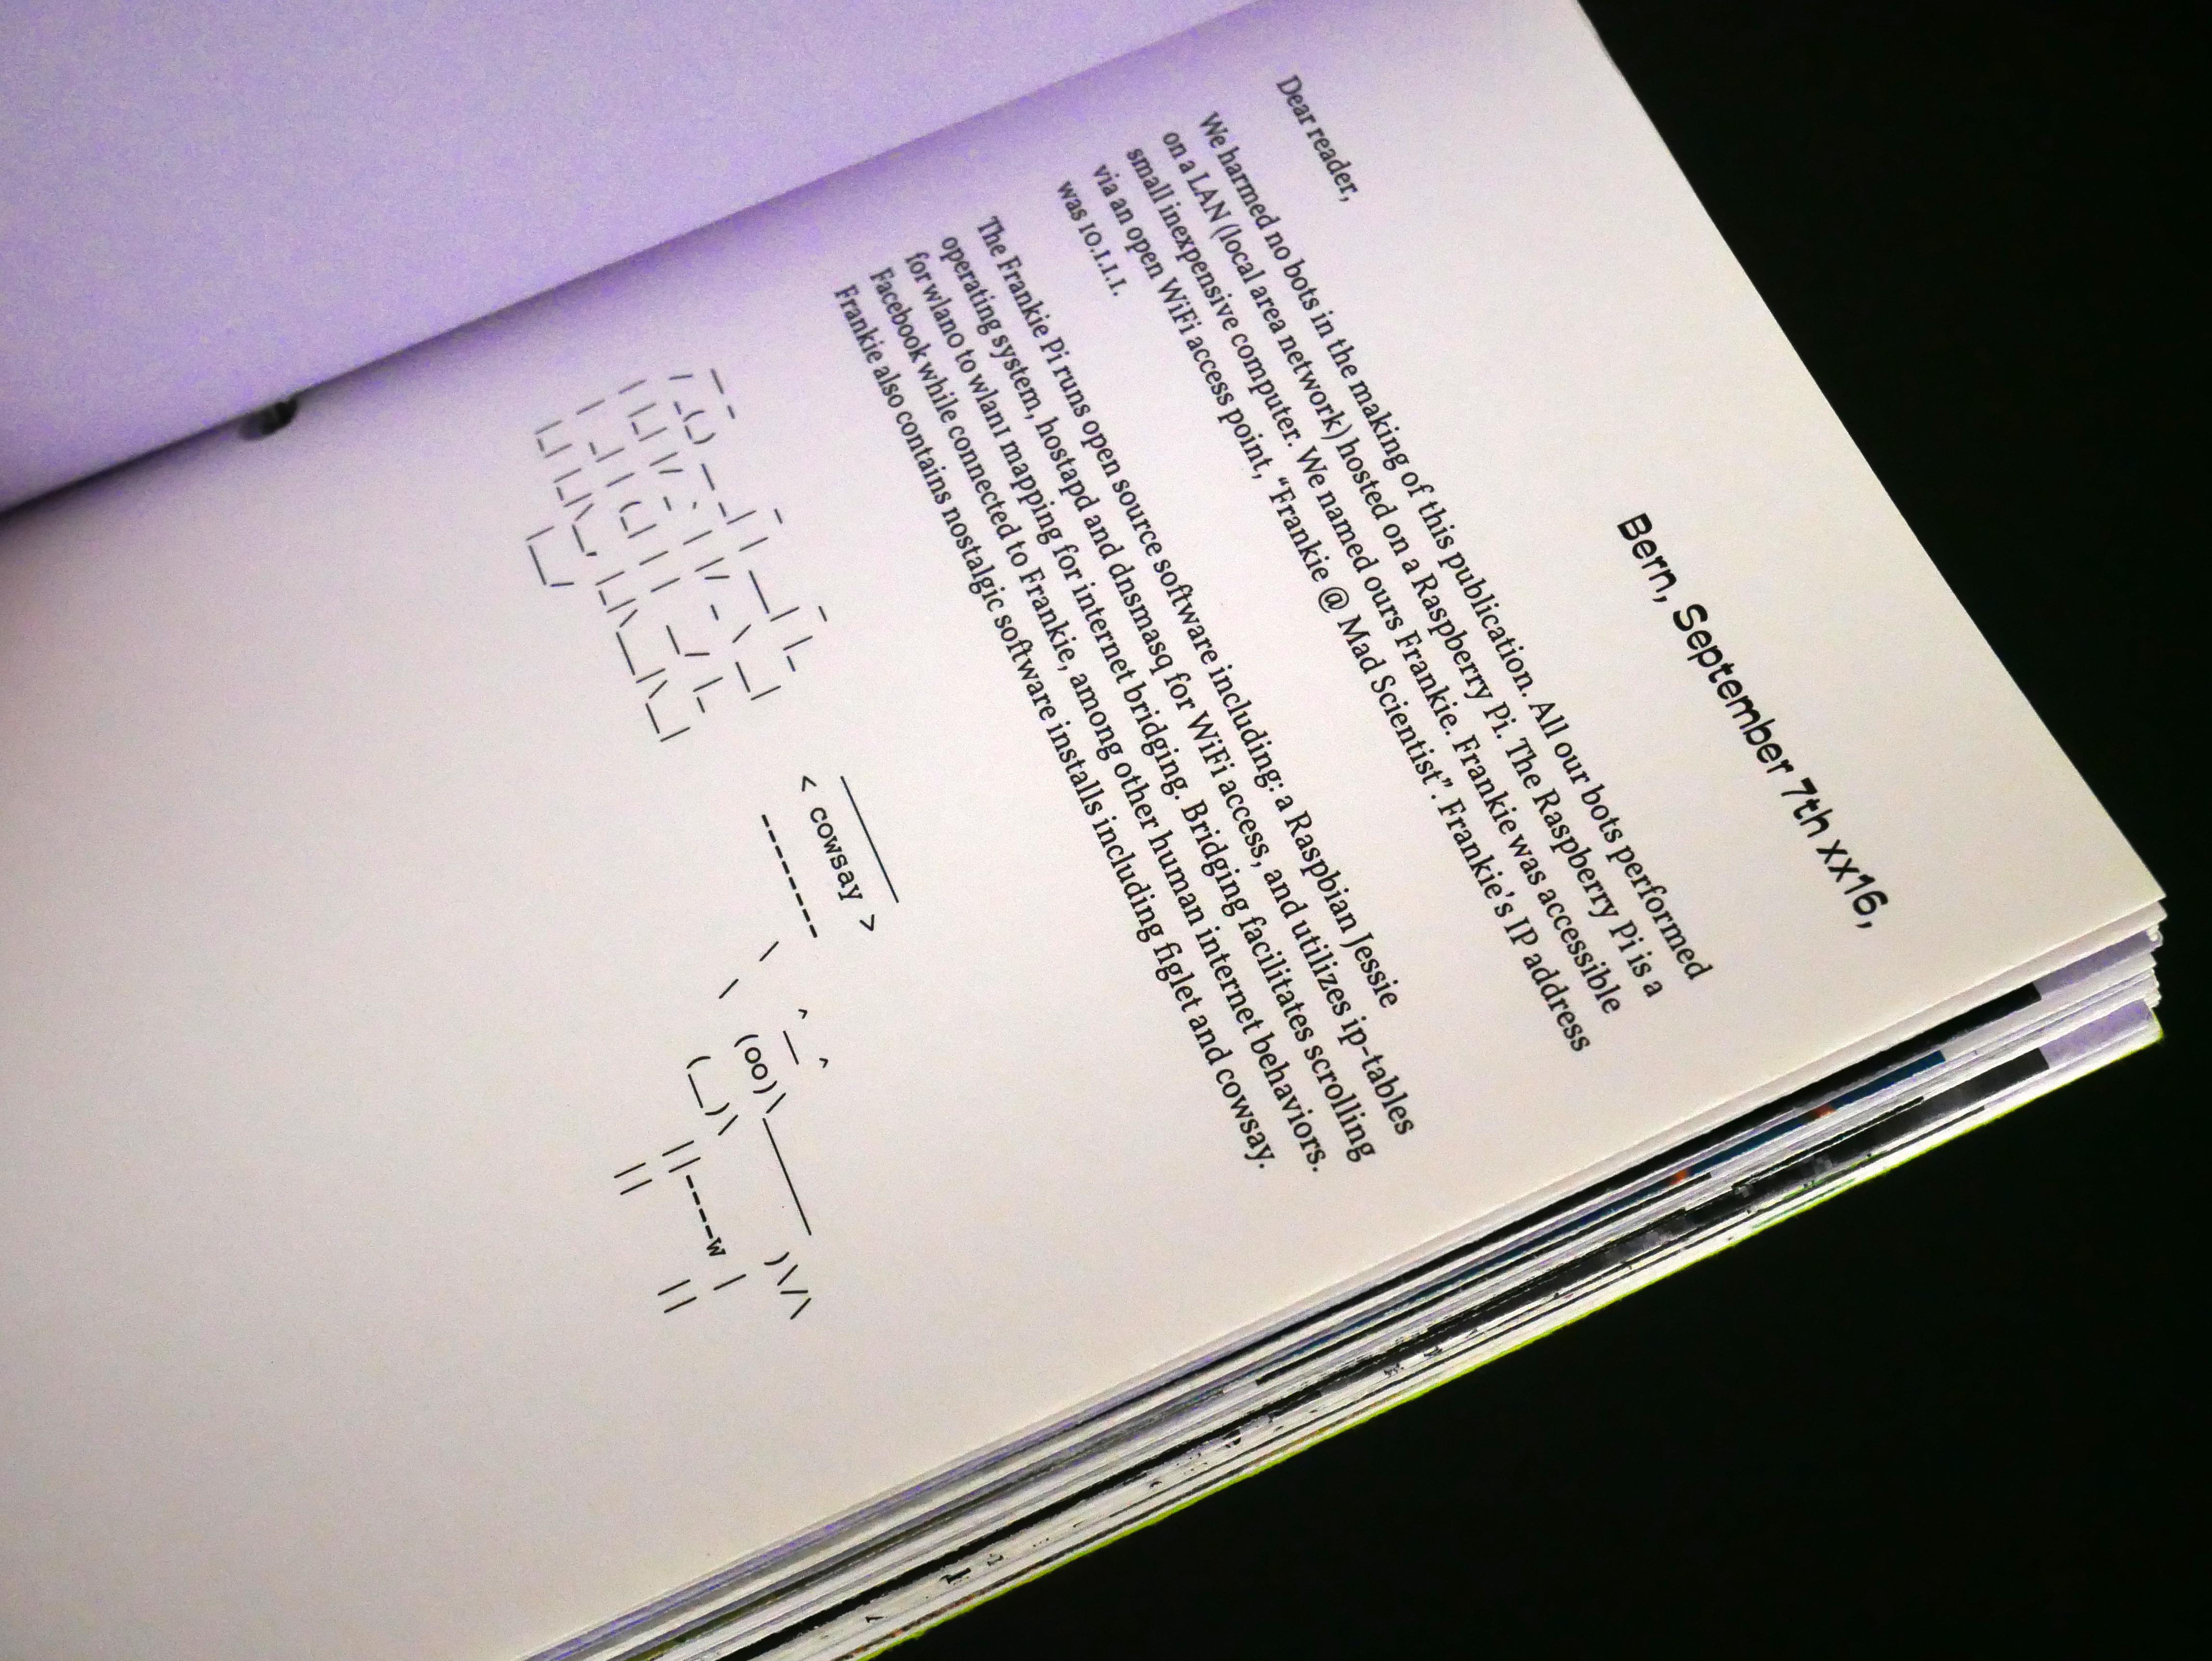 Bern, September 7th xx16,
Dear reader,
We harmed no bots in the making of this publication. All our bots performed
on a LAN (local area network) hosted on a Raspberry Pi. The Raspberry Pi is a
small inexpensive computer. We named ours Frankie. Frankie was accessible
via an open WiFi access point, “Frankie @ Mad Scientist”. Frankie’s IP address
was 10.1.1.1.
The Frankie Pi runs open source software including: a Raspbian Jessie
operating system, hostapd and dnsmasq for WiFi access, and utilizes ip-tables
for wlan0 to wlan1 mapping for internet bridging. Bridging facilitates scrolling
Facebook while connected to Frankie, among other human internet behaviors.
Frankie also contains nostalgic software installs including figlet and cowsay.
figlet
< cowsay >